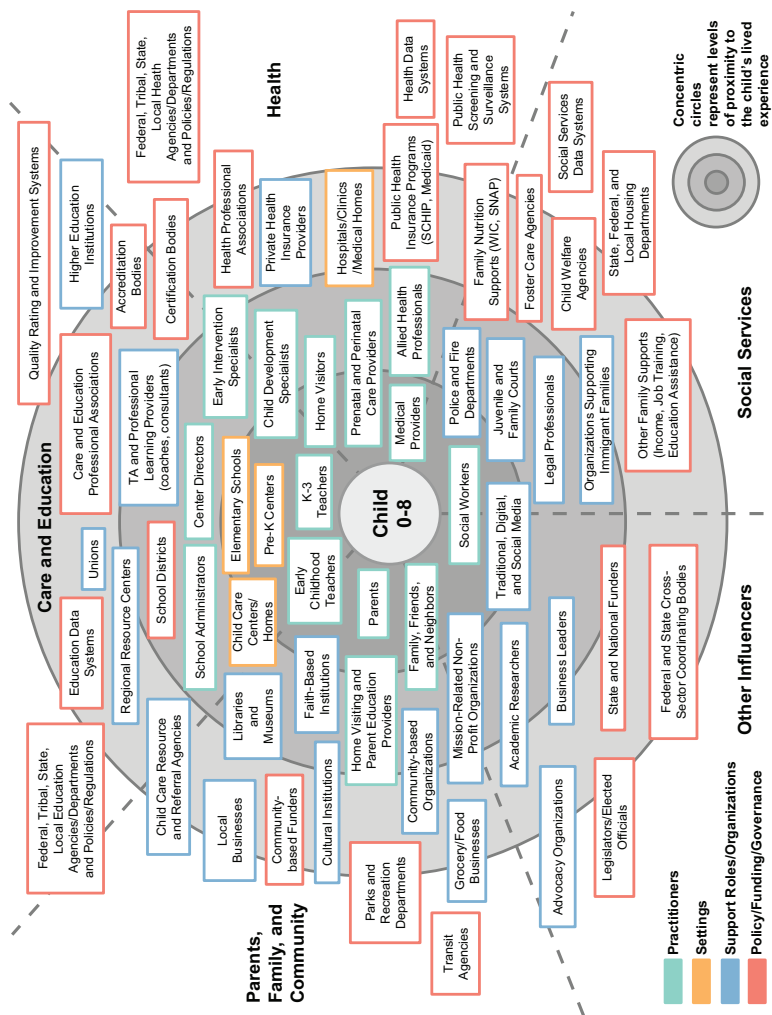 Care and Education
Health
Social Services
Other Influencers
Parents,
Family, and
Community
Federal, Tribal, State,
Local Education
Agencies/Departments
and Policies/Regulations
Education Data
Systems
Unions
Care and Education
Professional Associations
Quality Rating and Improvement Systems
Higher Education
Institutions
Accreditation
Bodies
Certification Bodies
Child Care Resource
and Referral Agencies
Regional Resource Centers
School Districts
TA and Professional
Learning Providers
(coaches, consultants)
School Administrators
Center Directors
Child Care
Centers/
Homes
Elementary Schools
Pre-K Centers
Early
Childhood
Teachers
K-3
Teachers
Federal, Tribal, State,
Local Health
Agencies/Departments
and Policies/Regulations
Health Professional
Associations
Private Health
Insurance
Providers
Hospitals/Clinics
/Medical Homes
Public Health
Insurance Programs
(SCHIP, Medicaid)
Health Data
Systems
Public Health
Screening and
Surveillance
Systems
Early Intervention
Specialists
Child Development
Specialists
Home Visitors
Prenatal and Perinatal
Care Providers
Allied Health
Professionals
Medical
Providers
Family Nutrition
Supports (WIC, SNAP)
Foster Care Agencies
Social Services
Data Systems
Child Welfare
Agencies
State, Federal, and
Local Housing
Departments
Police and Fire
Departments
Juvenile and
Family Courts
Legal Professionals
Organizations Supporting
Immigrant Families
Other Family Supports
(Income, Job Training,
Education Assistance)
Social Workers
Child
0-8
Parents
Family, Friends,
and Neighbors
Libraries
and
Museums
Faith-Based
Institutions
Home Visiting and
Parent Education
Providers
Local
Businesses
Community-
based Funders
Cultural Institutions
Community-based
Organizations
Parks and
Recreation
Departments
Grocery/Food
Businesses
Transit
Agencies
Mission-Related Non-
Profit Organizations
Traditional, Digital,
and Social Media
Academic Researchers
Business Leaders
Advocacy Organizations
Legislators/Elected
Officials
State and National Funders
Federal and State Cross-
Sector Coordinating Bodies
Practitioners
Settings
Support Roles/Organizations
Policy/Funding/Governance
Concentric
circles
represent levels
of proximity to
the child's lived
experience